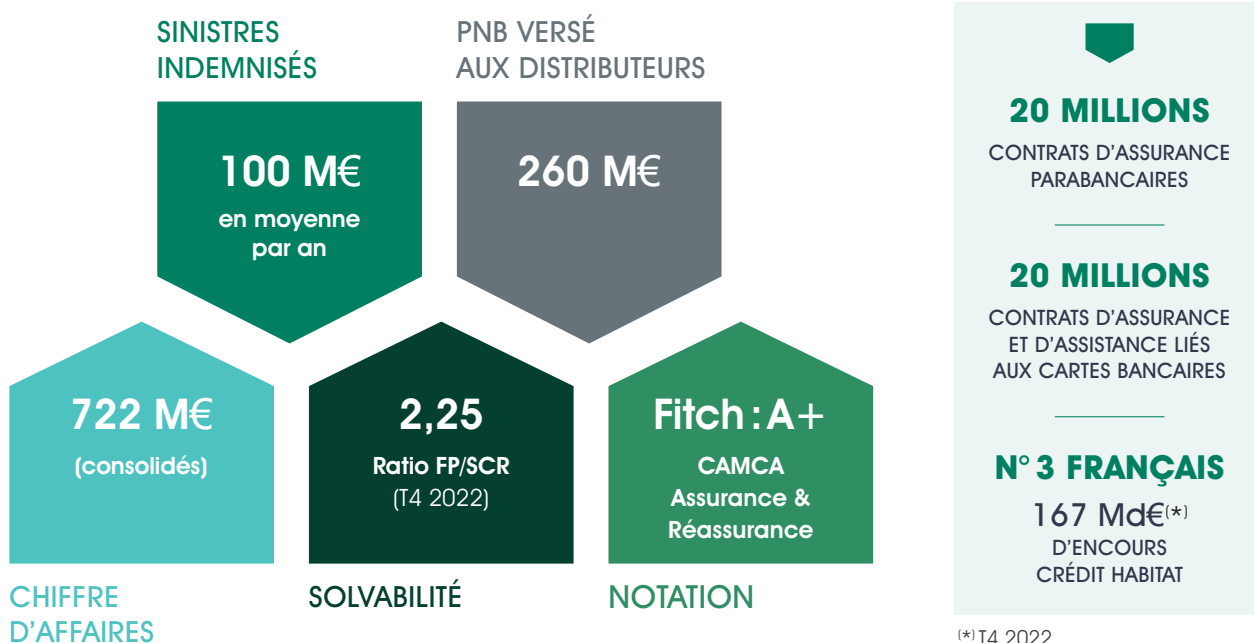 SINISTRES
INDEMNISÉS
100 M€
en moyenne
par an
PNB VERSÉ
AUX DISTRIBUTEURS
260 M€
722 M€
(consolidés)
CHIFFRE
D'AFFAIRES
2,25
Ratio FP/SCR
(T4 2022)
SOLVABILITÉ
Fitch : A+
CAMCA
Assurance &
Réassurance
NOTATION
20 MILLIONS
CONTRATS D'ASSURANCE
PARABANCAIRES
20 MILLIONS
CONTRATS D'ASSURANCE
ET D'ASSISTANCE LIÉS
AUX CARTES BANCAIRES
N° 3 FRANÇAIS
167 Md€(*)
D'ENCOURS
CRÉDIT HABITAT
(*) T4 2022